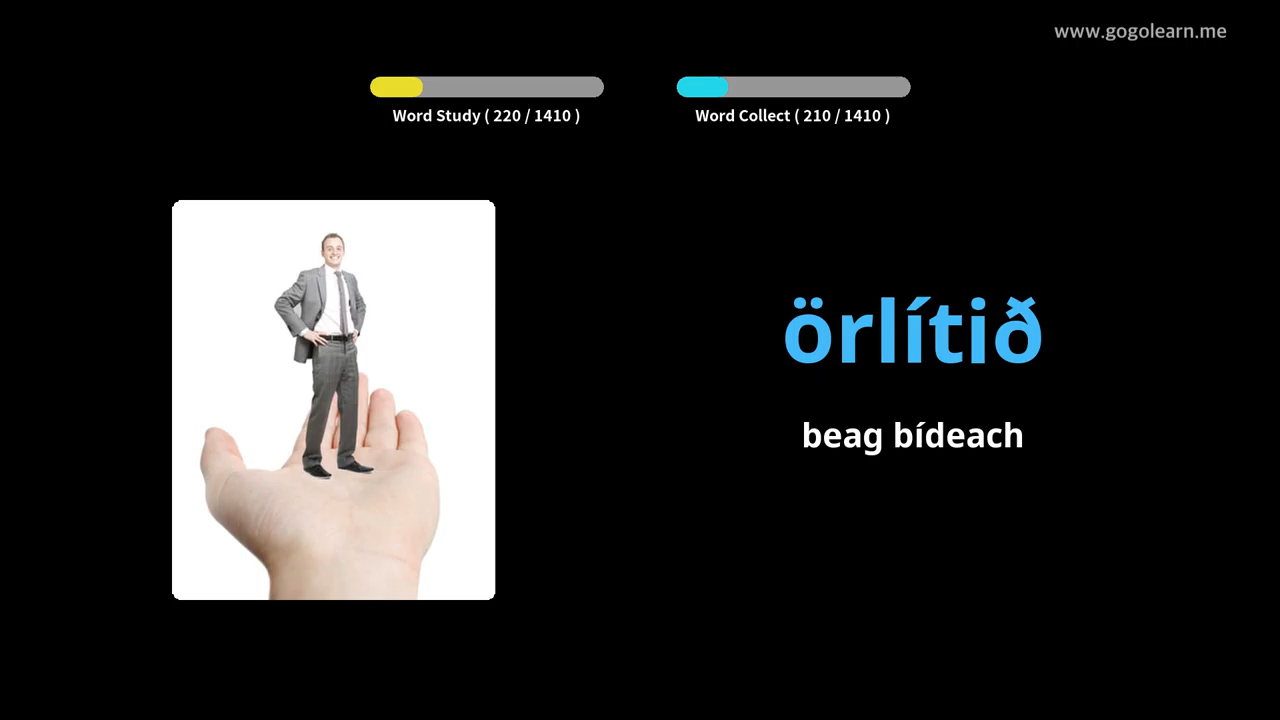 www.gogolearn.me
Word Study ( 220 / 1410 )
Word Collect ( 210 / 1410 )
örlítið
beag bídeach